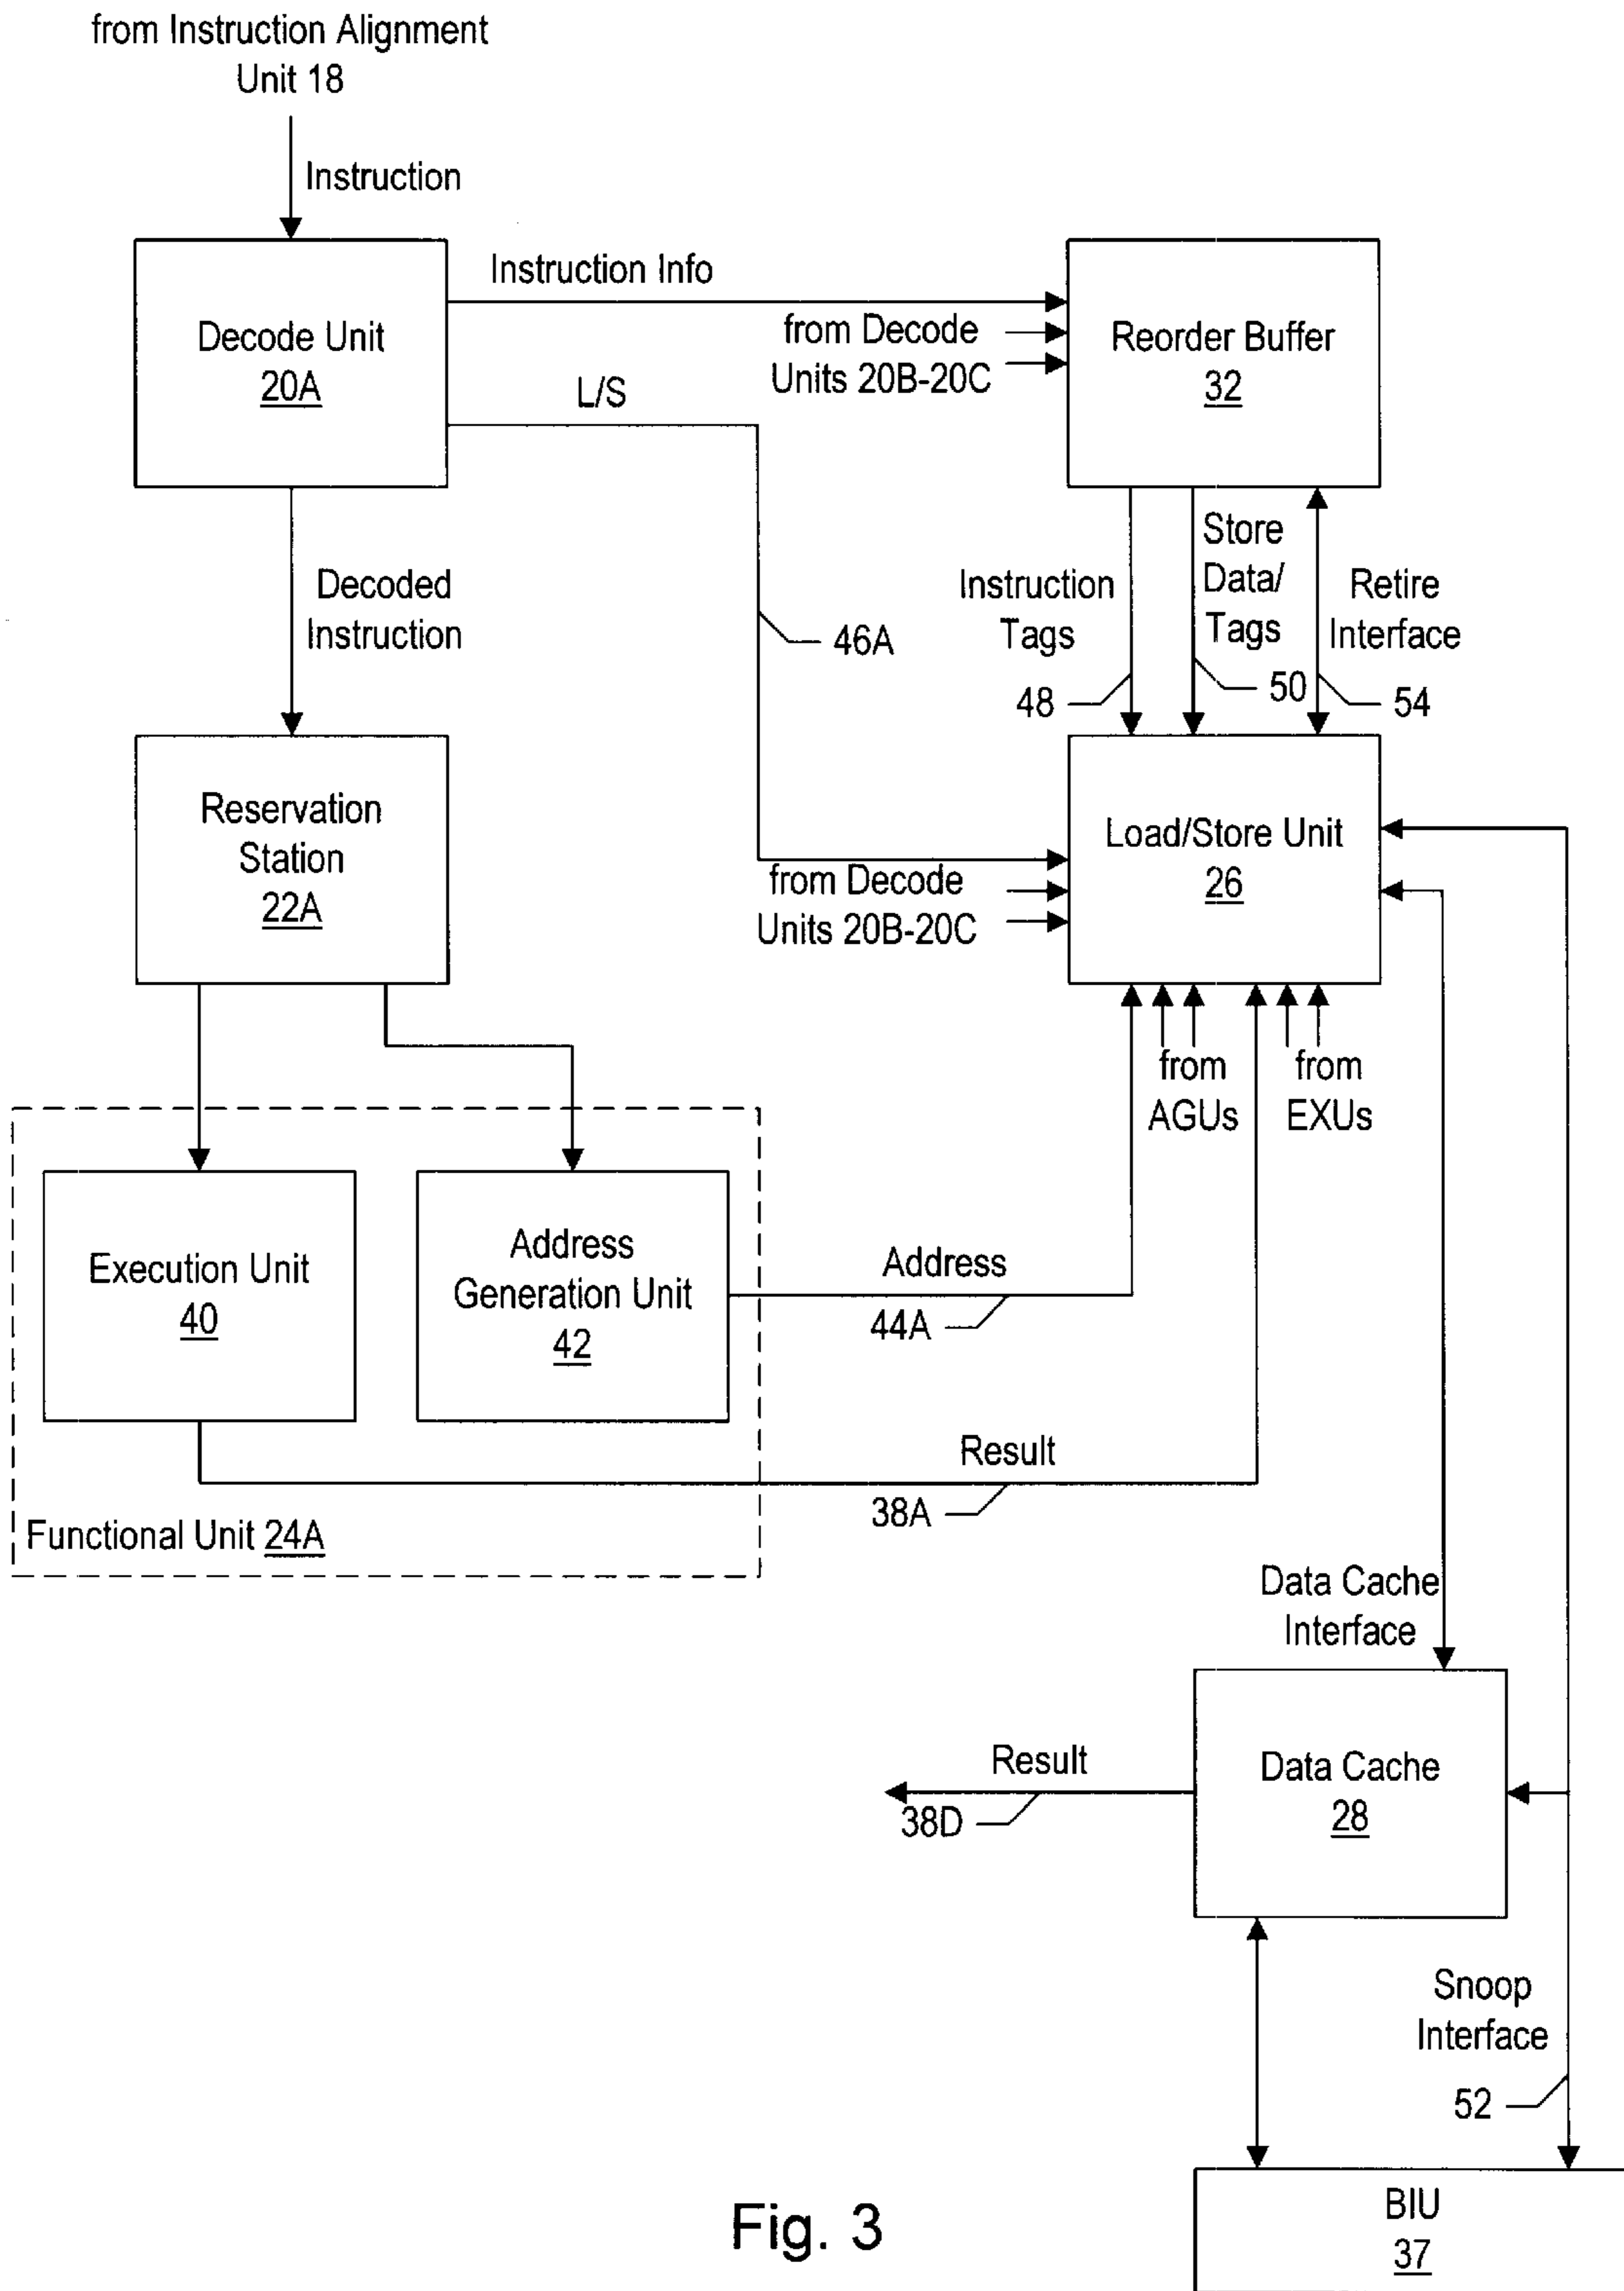 from Instruction Alignment
Unit 18
Instruction
Instruction Info
Decode Unit
20A
from Decode
Units 20B-20C
Reorder Buffer
32
L/S
Decoded
Instruction
46A
Instruction
Tags
48
Store
Data/
Tags
50
Retire
Interface
54
Reservation
Station
22A
Load/Store Unit
26
from Decode
Units 20B-20C
from
AGUs
from
EXUs
Execution Unit
40
Address
Generation Unit
42
Address
44A
Result
38A
Functional Unit 24A
Data Cache
Interface
Result
38D
Data Cache
28
Snoop
Interface
52
BIU
37
Fig. 3